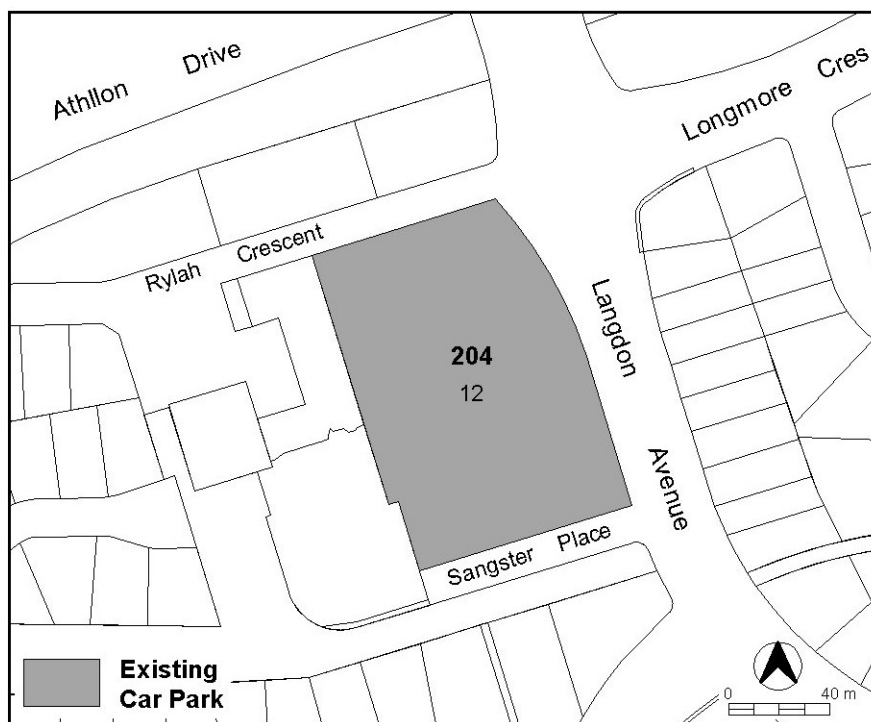 Athllon Drive
Longmore Cres
Rylah Crescent
Langdon
Avenue
204
12
Sangster Place
Existing
Car Park
0 40 m